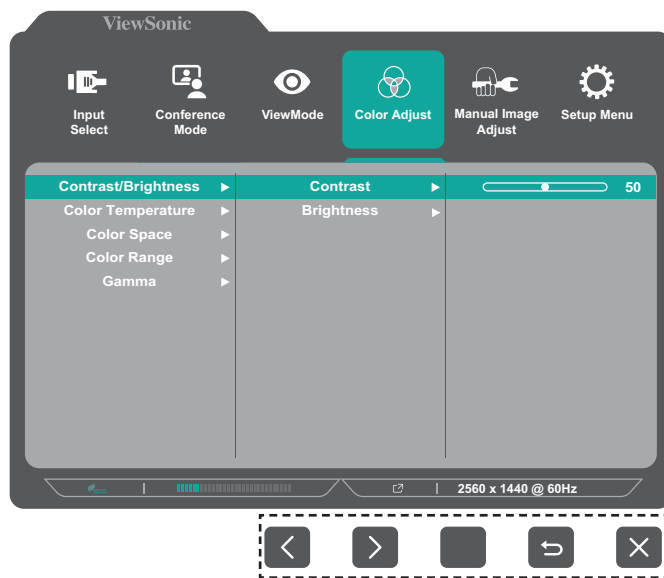 ViewSonic
Input
Select
Conference
Mode
ViewMode
Color Adjust
Manual Image
Adjust
Setup Menu
Contrast/Brightness
Contrast
50
Color Temperature
Brightness
Color Space
Color Range
Gamma
eco
2560 x 1440 @ 60Hz